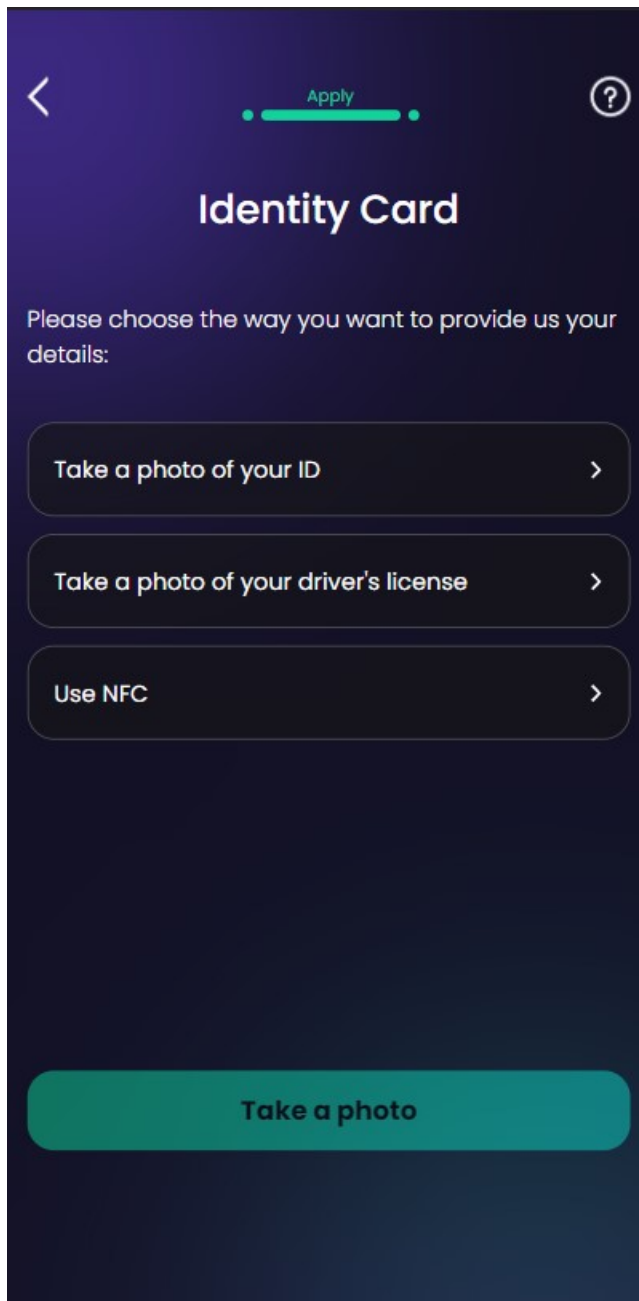 Apply
?
Identity Card
Please choose the way you want to provide us your
details:
Take a photo of your ID
Take a photo of your driver's license
Use NFC
Take a photo